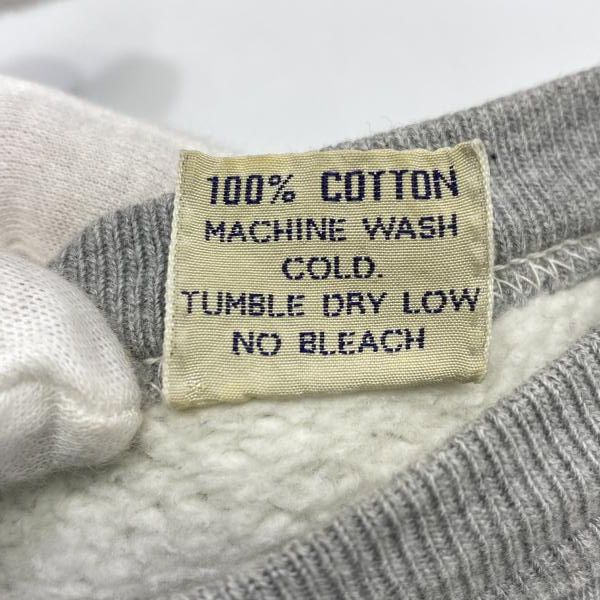 100% COTTON
MACHINE WASH
COLD.
TUMBLE DRY LOW
NO BLEACH